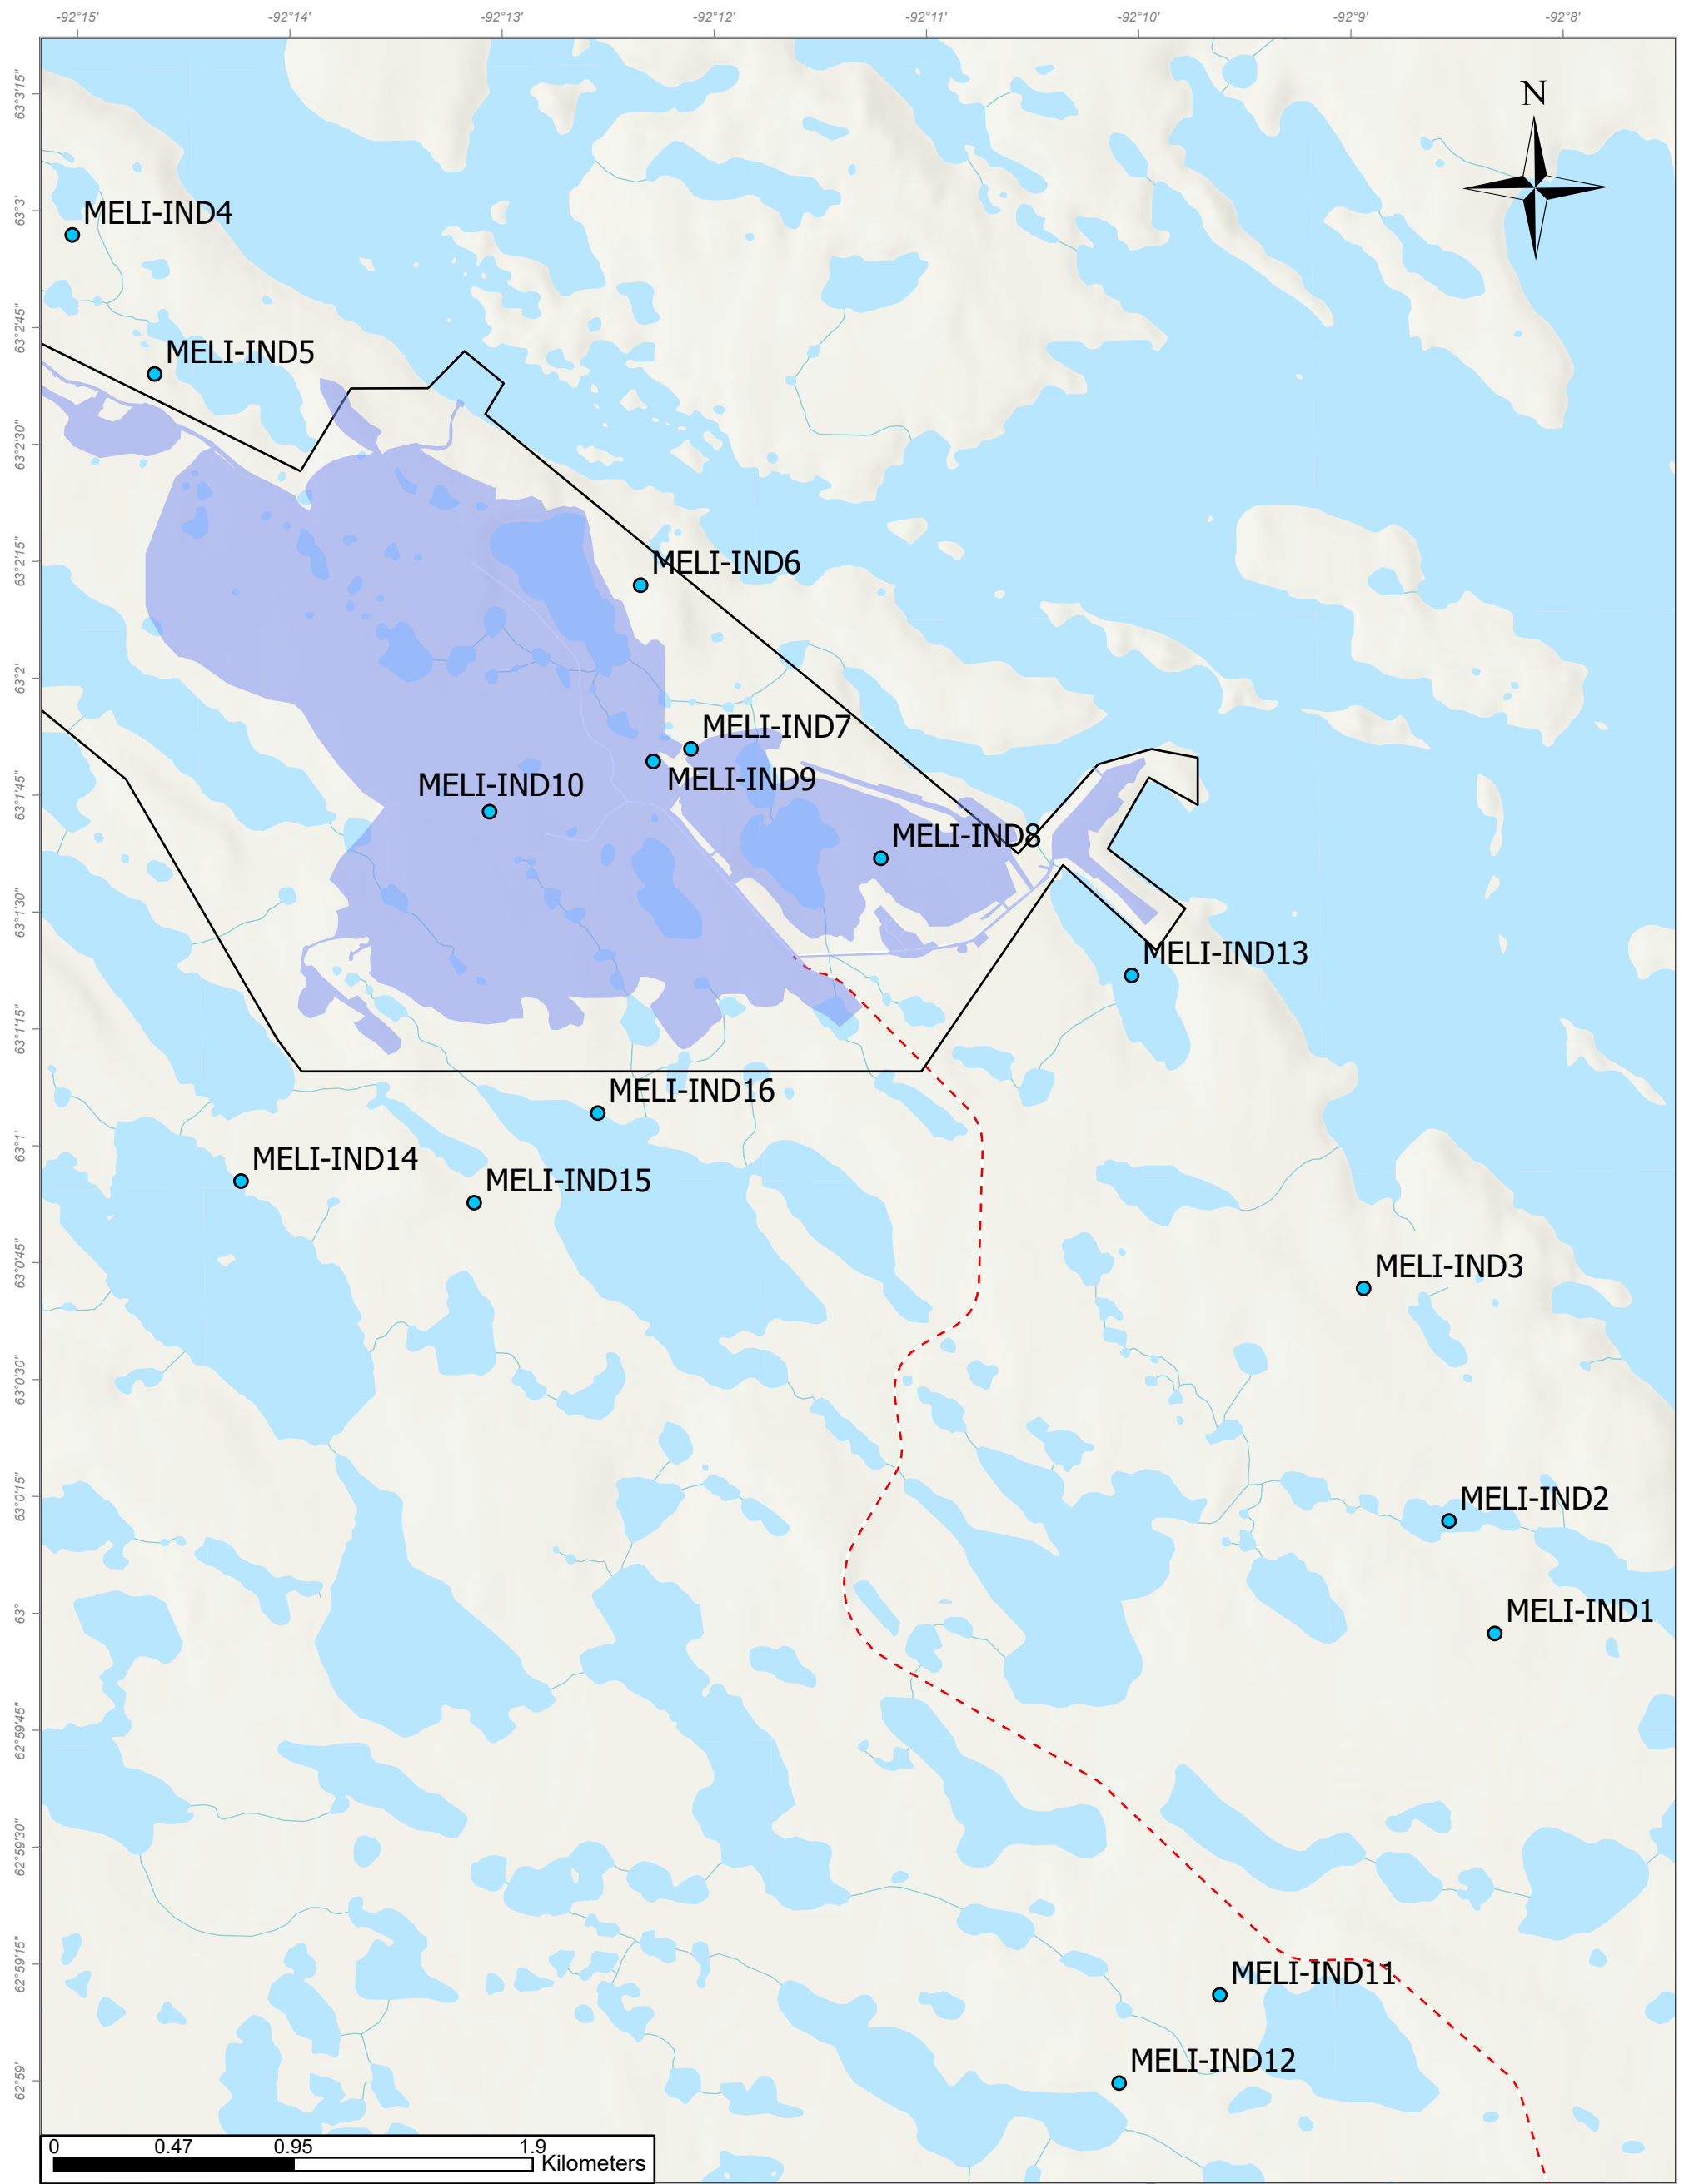 -92°15' -92°14' -92°13' -92°12' -92°11' -92°10' -92°9' -92°8'
63°3'15"
N
63°3'
MELI-IND4
63°2'45"
MELI-IND5
63°2'30"
63°2'15"
MELI-IND6
63°2'
MELI-IND7
MELI-IND9
MELI-IND10
63°1'45"
MELI-IND8
63°1'30"
MELI-IND13
63°1'15"
MELI-IND16
63°1'
MELI-IND14
MELI-IND15
63°0'45"
MELI-IND3
63°0'30"
63°0'15"
MELI-IND2
63°
MELI-IND1
62°59'45"
62°59'30"
62°59'15"
MELI-IND11
MELI-IND12
62°59'
0 0.47 0.95 1.9
Kilometers